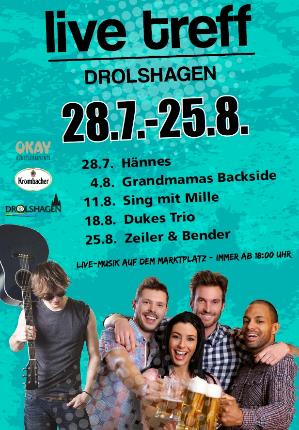 live treff
DROLSHAGEN
28.7.-25.8.
28.7. Hännes
4.8. Grandmamas Backside
11.8. Sing mit Mille
18.8. Dukes Trio
25.8. Zeiler & Bender
OKAY
Krombacher
DROLSHAGEN
LIVE-MUSIK AUF DEM MARKTPLATZ - IMMER AB 18:00 UHR